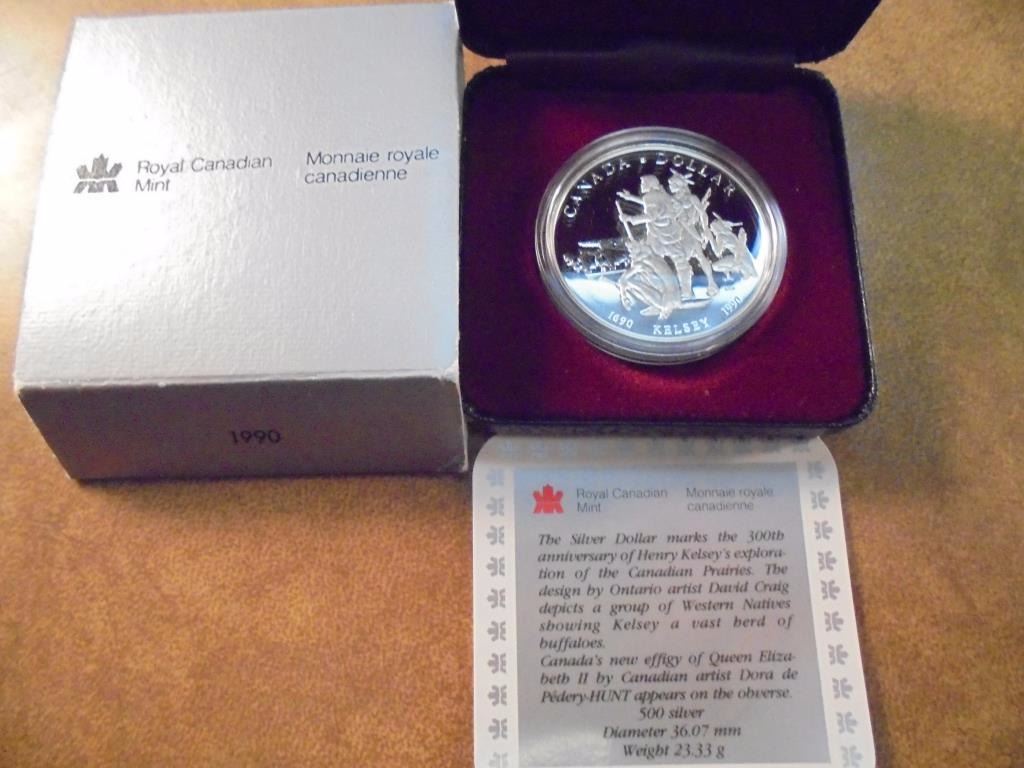 Royal Canadian
Mint
Monnaie royale
canadienne
1990
CANADA DOLLAR
1690 KELSEY 1990
Royal Canadian
Mint
Monnaie royale
canadienne
The Silver Dollar marks the 300th
anniversary of Henry Kelsey's explora-
tion of the Canadian Prairies. The
design by Ontario artist David Craig
depicts a group of Western Natives
showing Kelsey a vast herd of
buffaloes.
Canada's new effigy of Queen Eliza-
beth II by Canadian artist Dora de
Pédery-HUNT appears on the obverse.
500 silver
Diameter 36.07 mm
Weight 23.33 g